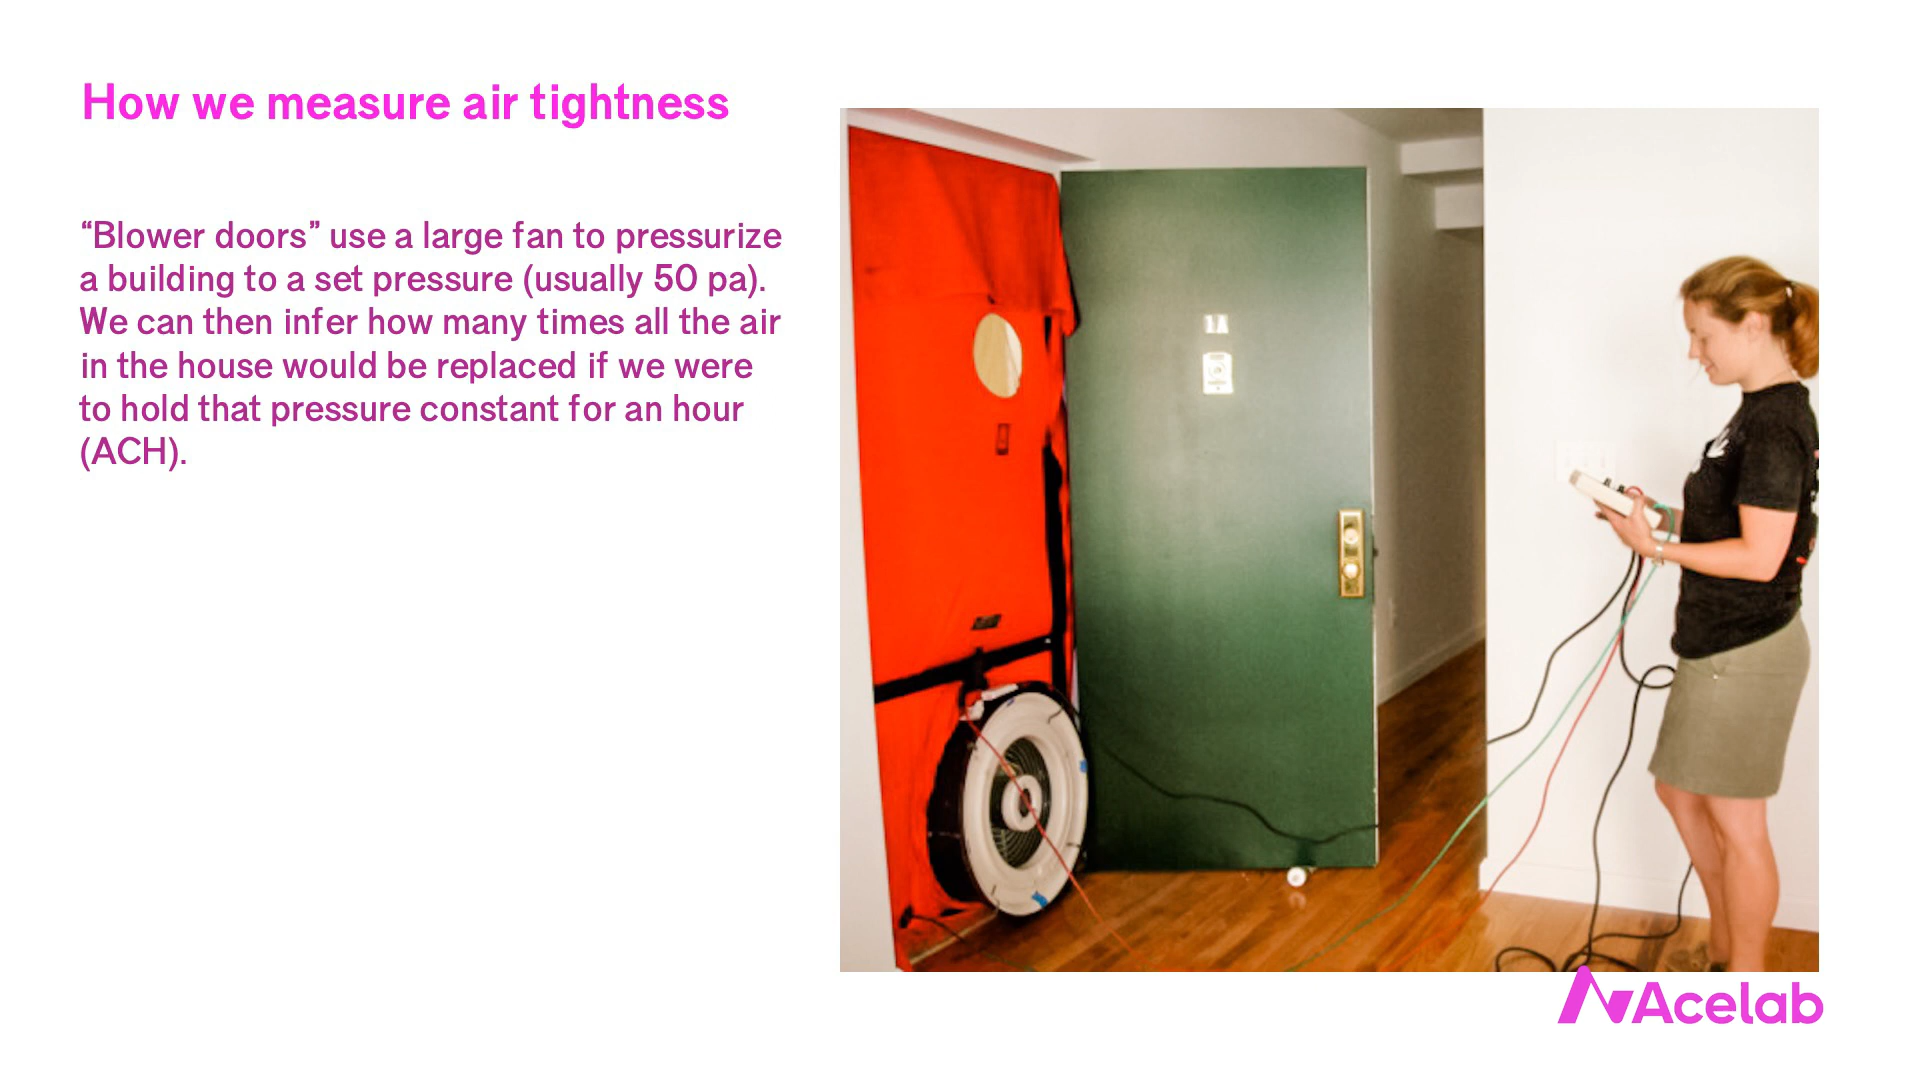 How we measure air tightness
“Blower doors” use a large fan to pressurize
a building to a set pressure (usually 50 pa).
We can then infer how many times all the air
in the house would be replaced if we were
to hold that pressure constant for an hour
(ACH).
1A
Acelab